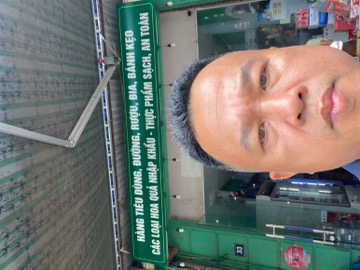 HÀNG TIÊU DÙNG, ĐƯỜNG, RƯỢU, BIA, BÁNH KẸO
CÁC LOẠI HOA QUẢ NHẬP KHẨU - THỰC PHẨM SẠCH, AN TOÀN
33